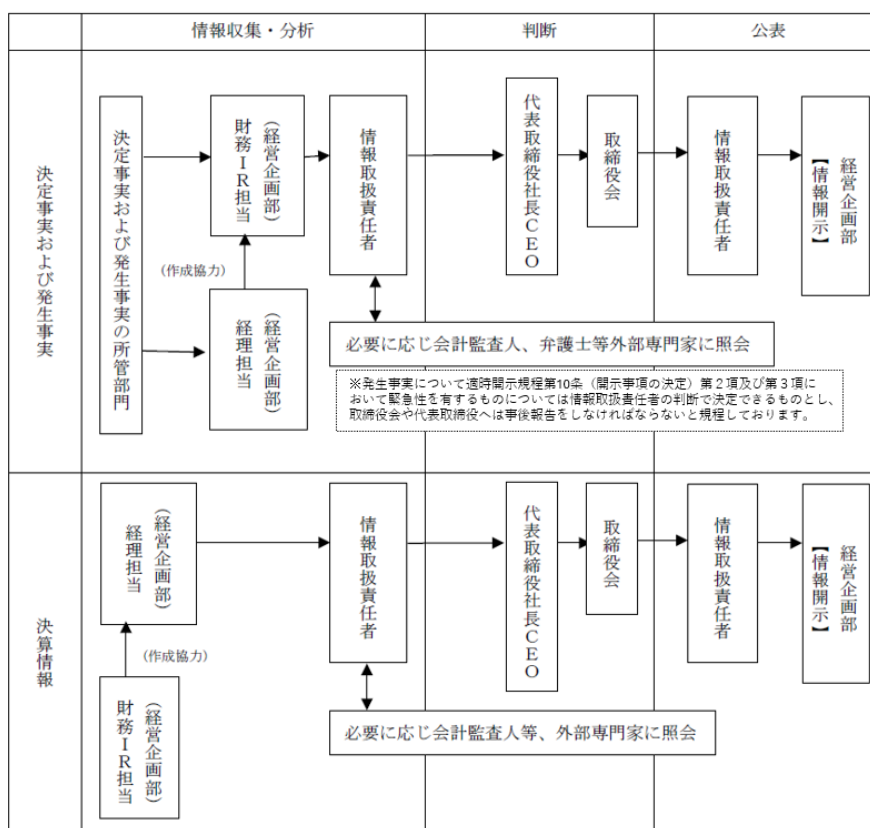 情報収集・分析
判断
公表
決定事実および発生事実
決定事実および発生事実の所管部門
(経営企画部)
財務IR担当
(作成協力)
(経営企画部)
経理担当
情報取扱責任者
代表取締役社長CEO
取締役会
情報取扱責任者
経営企画部
【情報開示】
必要に応じ会計監査人、弁護士等外部専門家に照会
※発生事実について適時開示規程第10条（開示事項の決定）第２項及び第３項に
おいて緊急性を有するものについては情報取扱責任者の判断で決定できるものとし、
取締役会や代表取締役へは事後報告をしなければならないと規程しております。
決算情報
(経営企画部)
経理担当
(作成協力)
(経営企画部)
財務IR担当
情報取扱責任者
代表取締役社長CEO
取締役会
情報取扱責任者
経営企画部
【情報開示】
必要に応じ会計監査人等、外部専門家に照会